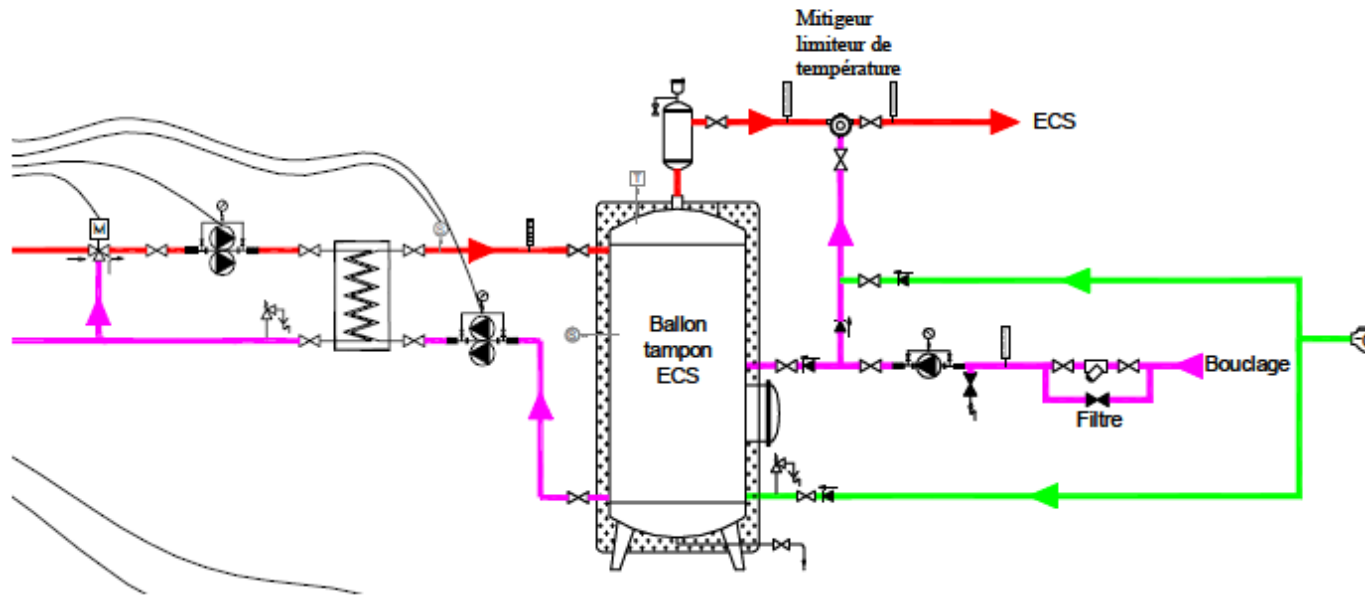 Mitigeur
limiteur de
température
ECS
T
M
S
S
Ballon
tampon
ECS
Bouclage
Filtre